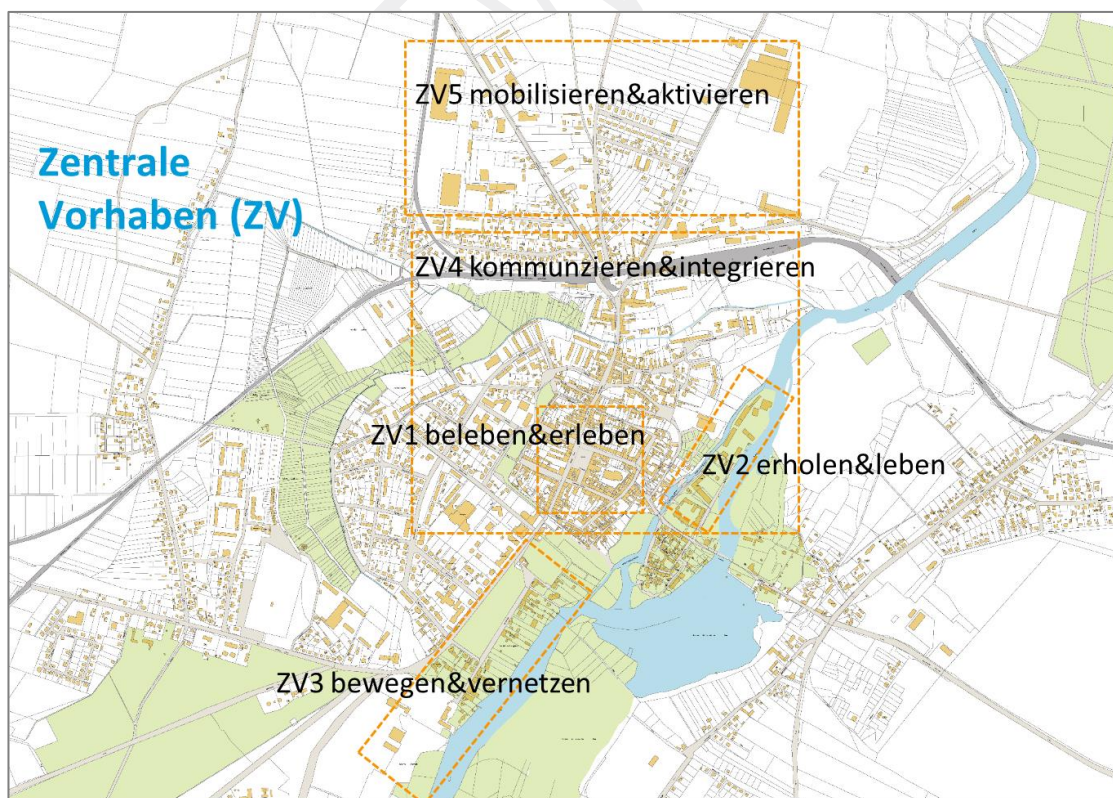 ZV5 mobilisieren&aktivieren
Zentrale
Vorhaben (ZV)
ZV4 kommunzieren&integrieren
ZV1 beleben&erleben
ZV2 erholen&leben
ZV3 bewegen&vernetzen